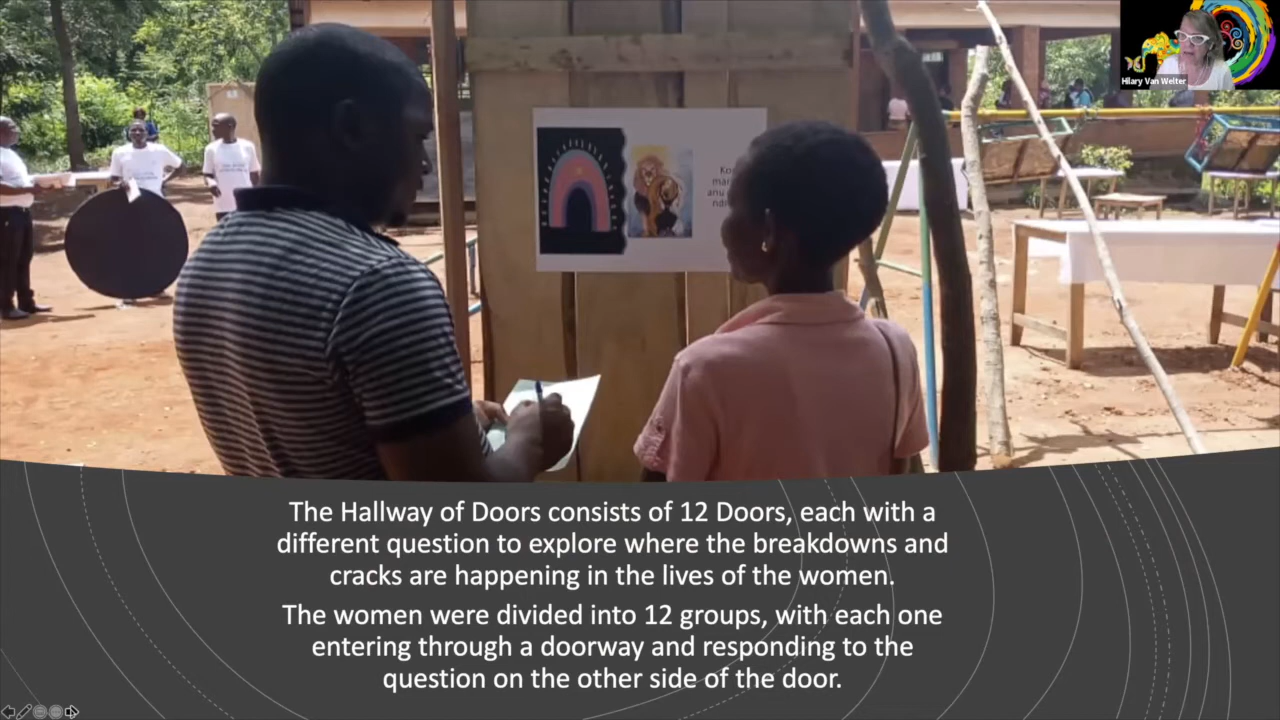 Hilary Van Welter
The Hallway of Doors consists of 12 Doors, each with a
different question to explore where the breakdowns and
cracks are happening in the lives of the women.
The women were divided into 12 groups, with each one
entering through a doorway and responding to the
question on the other side of the door.